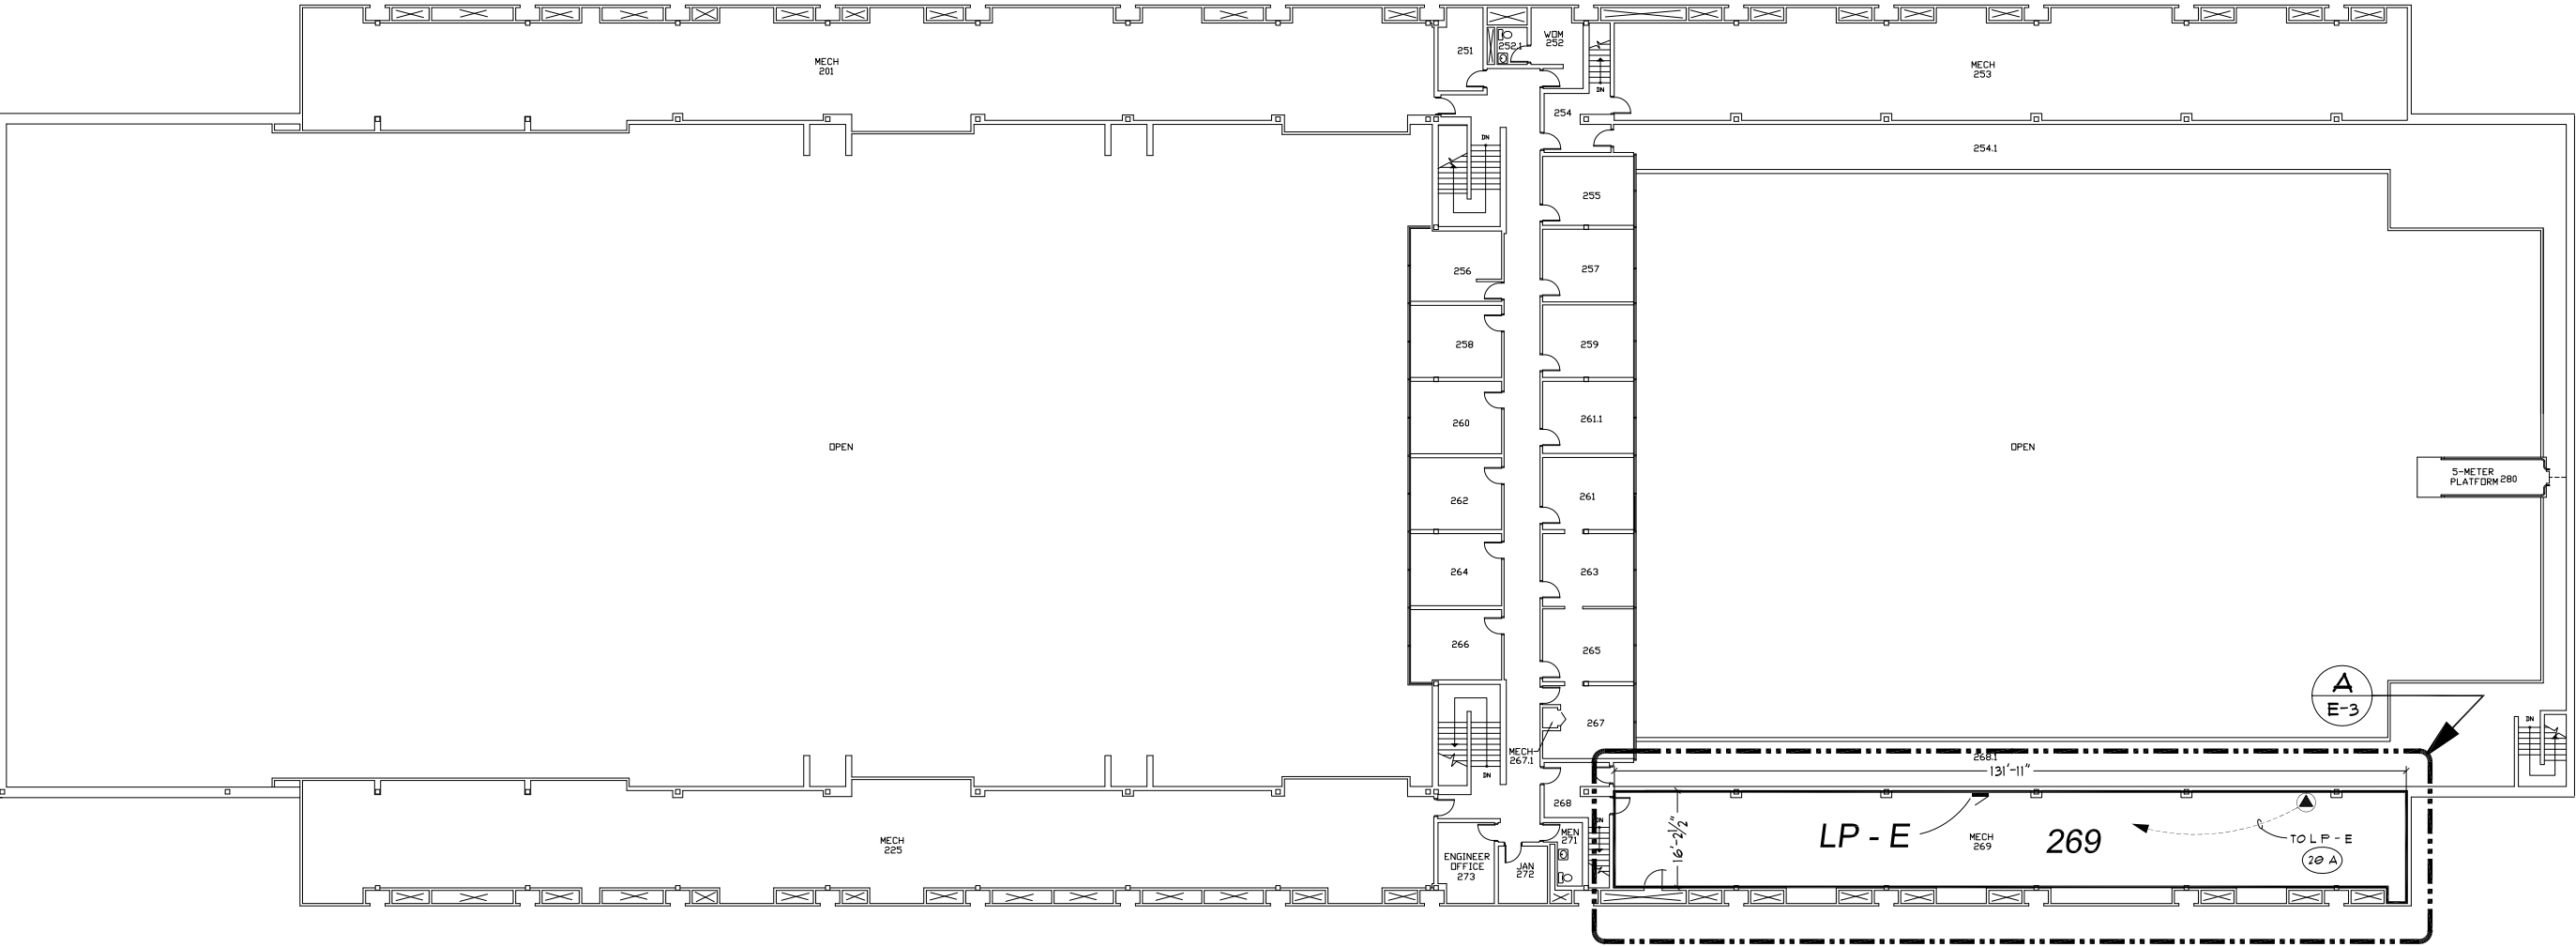 MECH
201
251
252.1
WOM
252
DN
MECH
253
254
254.1
DN
255
256
257
258
259
260
261.1
OPEN
OPEN
5-METER
PLATFORM 280
262
261
264
263
266
265
A
E-3
267
MECH
267.1
DN
DN
268.1
131'-11"
268
MECH
225
ENGINEER
OFFICE
273
JAN
272
MEN
271
DN
16'-2½"
LP - E
MECH
269
269
TO LP - E
20 A